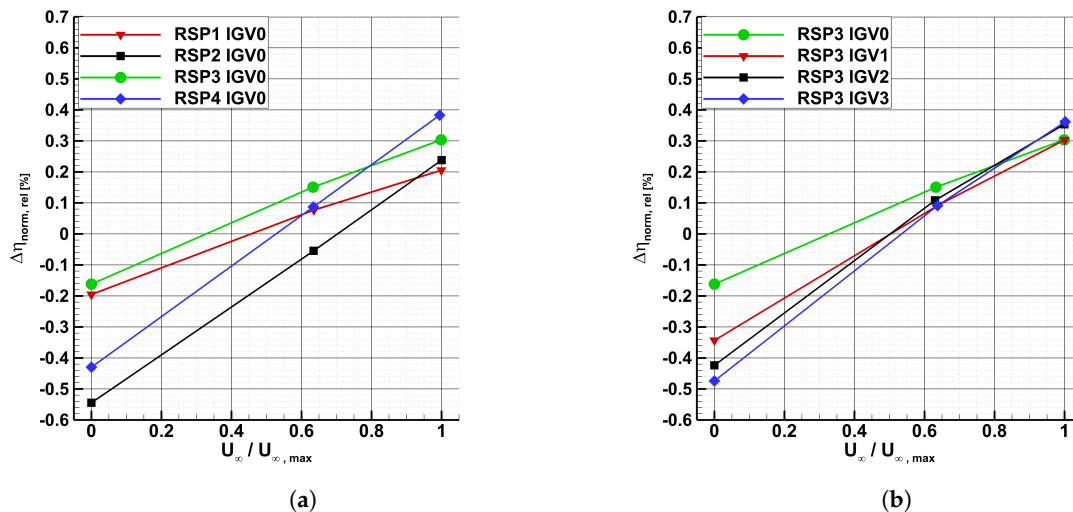 0.7
0.6
0.5
0.4
0.3
0.2
0.1
0
-0.1
-0.2
-0.3
-0.4
-0.5
-0.6
Δη norm, rel [%]
RSP1 IGV0
RSP2 IGV0
RSP3 IGV0
RSP4 IGV0
0 0.2 0.4 0.6 0.8 1
U∞ / U∞, max
(a)
0.7
0.6
0.5
0.4
0.3
0.2
0.1
0
-0.1
-0.2
-0.3
-0.4
-0.5
-0.6
Δη norm, rel [%]
RSP3 IGV0
RSP3 IGV1
RSP3 IGV2
RSP3 IGV3
0 0.2 0.4 0.6 0.8 1
U∞ / U∞, max
(b)